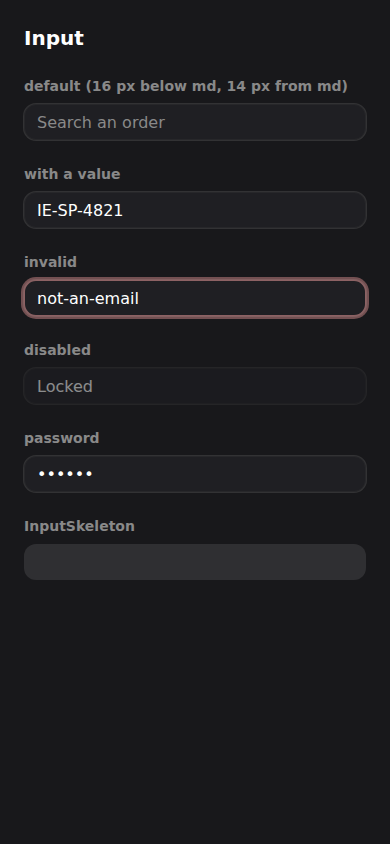 Input
default (16 px below md, 14 px from md)
Search an order
with a value
IE-SP-4821
invalid
not-an-email
disabled
Locked
password
••••••
InputSkeleton